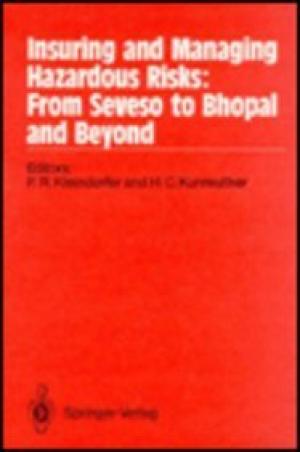 Insuring and Managing
Hazardous Risks:
From Seveso to Bhopal
and Beyond
Editors:
P. R. Kleindorfer and H. C. Kunreuther
Springer-Verlag